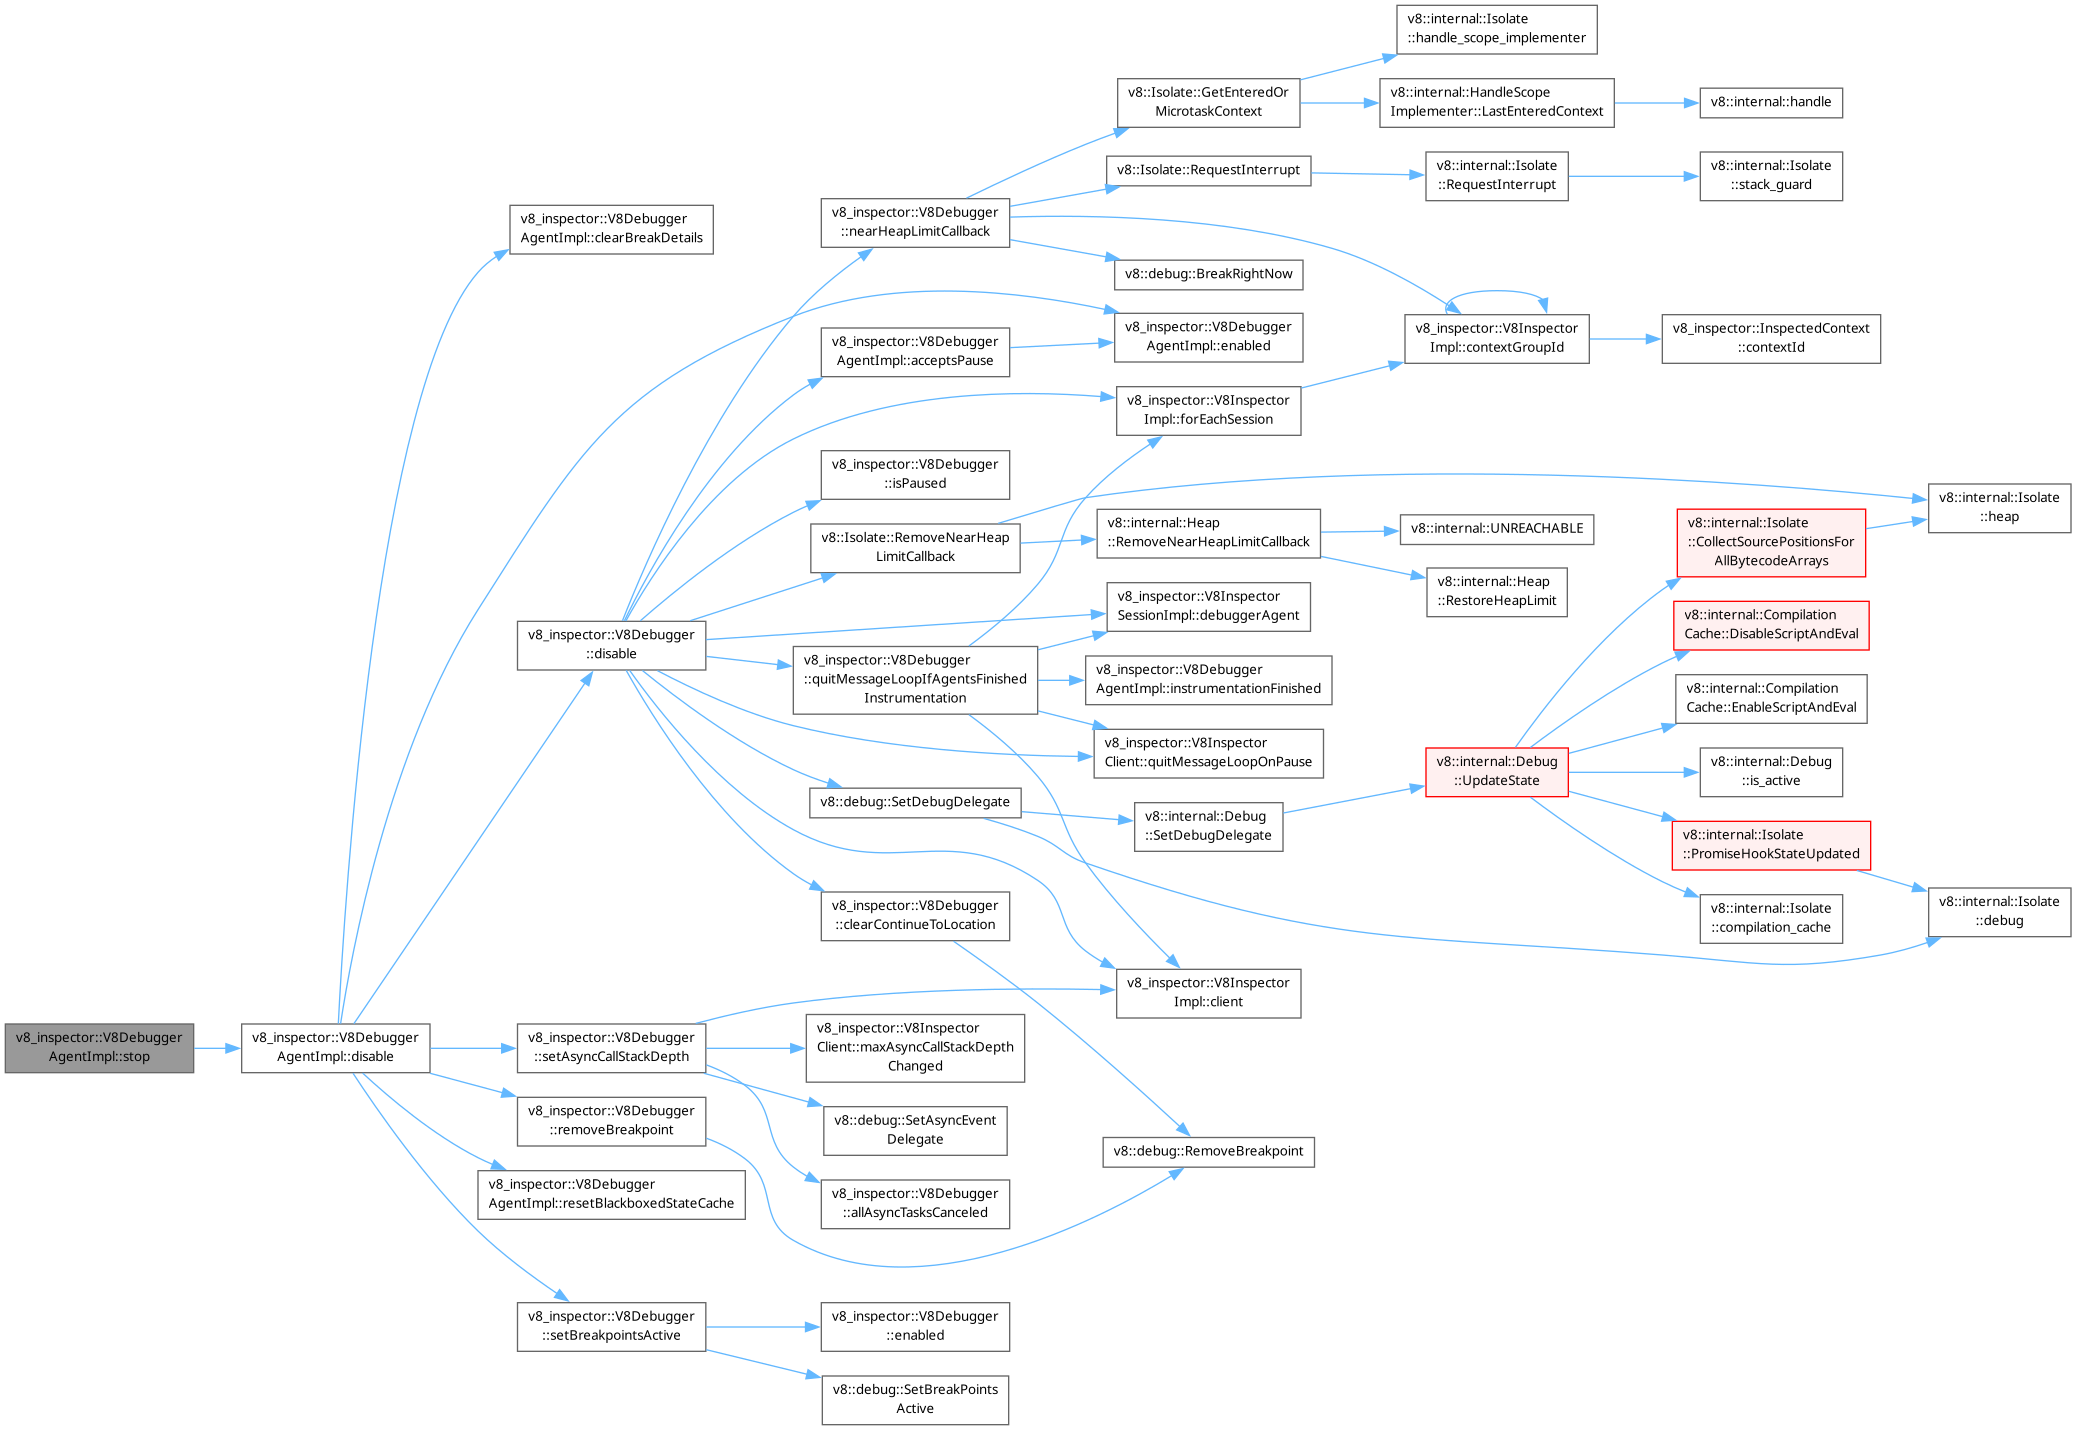 v8_inspector::V8Debugger
AgentImpl::stop
v8_inspector::V8Debugger
AgentImpl::disable
v8_inspector::V8Debugger
AgentImpl::clearBreakDetails
v8_inspector::V8Debugger
::disable
v8_inspector::V8Debugger
::setAsyncCallStackDepth
v8_inspector::V8Debugger
::removeBreakpoint
v8_inspector::V8Debugger
AgentImpl::resetBlackboxedStateCache
v8_inspector::V8Debugger
::setBreakpointsActive
v8_inspector::V8Debugger
::nearHeapLimitCallback
v8_inspector::V8Debugger
AgentImpl::acceptsPause
v8_inspector::V8Debugger
::isPaused
v8::Isolate::RemoveNearHeap
LimitCallback
v8_inspector::V8Debugger
::quitMessageLoopIfAgentsFinished
Instrumentation
v8::debug::SetDebugDelegate
v8_inspector::V8Debugger
::clearContinueToLocation
v8_inspector::V8Inspector
Client::maxAsyncCallStackDepth
Changed
v8::debug::SetAsyncEvent
Delegate
v8_inspector::V8Debugger
::allAsyncTasksCanceled
v8_inspector::V8Debugger
::enabled
v8::debug::SetBreakPoints
Active
v8::Isolate::GetEnteredOr
MicrotaskContext
v8::Isolate::RequestInterrupt
v8::debug::BreakRightNow
v8_inspector::V8Debugger
AgentImpl::enabled
v8_inspector::V8Inspector
Impl::forEachSession
v8::internal::Heap
::RemoveNearHeapLimitCallback
v8_inspector::V8Inspector
SessionImpl::debuggerAgent
v8_inspector::V8Debugger
AgentImpl::instrumentationFinished
v8_inspector::V8Inspector
Client::quitMessageLoopOnPause
v8::internal::Debug
::SetDebugDelegate
v8_inspector::V8Inspector
Impl::client
v8::debug::RemoveBreakpoint
v8::internal::Isolate
::handle_scope_implementer
v8::internal::HandleScope
Implementer::LastEnteredContext
v8::internal::Isolate
::RequestInterrupt
v8_inspector::V8Inspector
Impl::contextGroupId
v8::internal::UNREACHABLE
v8::internal::Heap
::RestoreHeapLimit
v8::internal::Debug
::UpdateState
v8::internal::handle
v8::internal::Isolate
::stack_guard
v8_inspector::InspectedContext
::contextId
v8::internal::Isolate
::CollectSourcePositionsFor
AllBytecodeArrays
v8::internal::Compilation
Cache::DisableScriptAndEval
v8::internal::Compilation
Cache::EnableScriptAndEval
v8::internal::Debug
::is_active
v8::internal::Isolate
::PromiseHookStateUpdated
v8::internal::Isolate
::compilation_cache
v8::internal::Isolate
::heap
v8::internal::Isolate
::debug